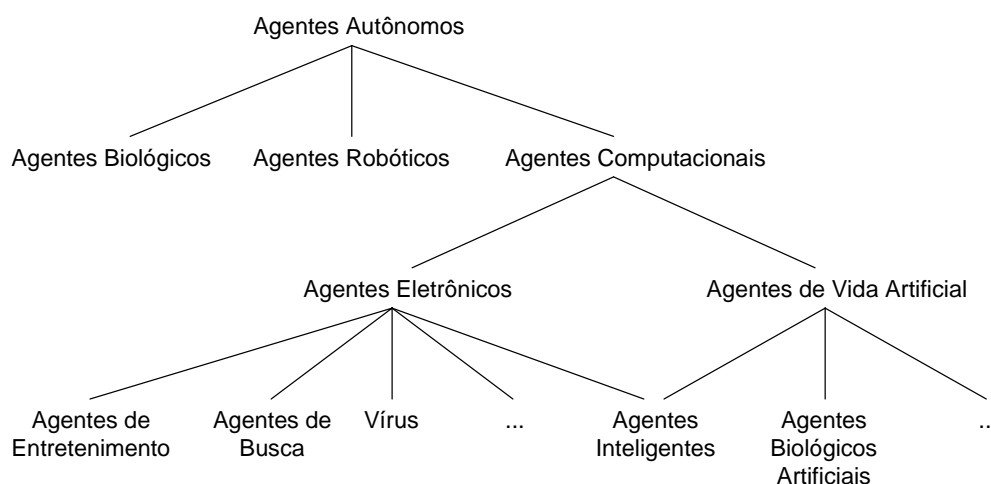 Agentes Autônomos
Agentes Biológicos
Agentes Robóticos
Agentes Computacionais
Agentes Eletrônicos
Agentes de Vida Artificial
Agentes de
Entretenimento
Agentes de
Busca
Vírus
...
Agentes
Inteligentes
Agentes
Biológicos
Artificiais
..